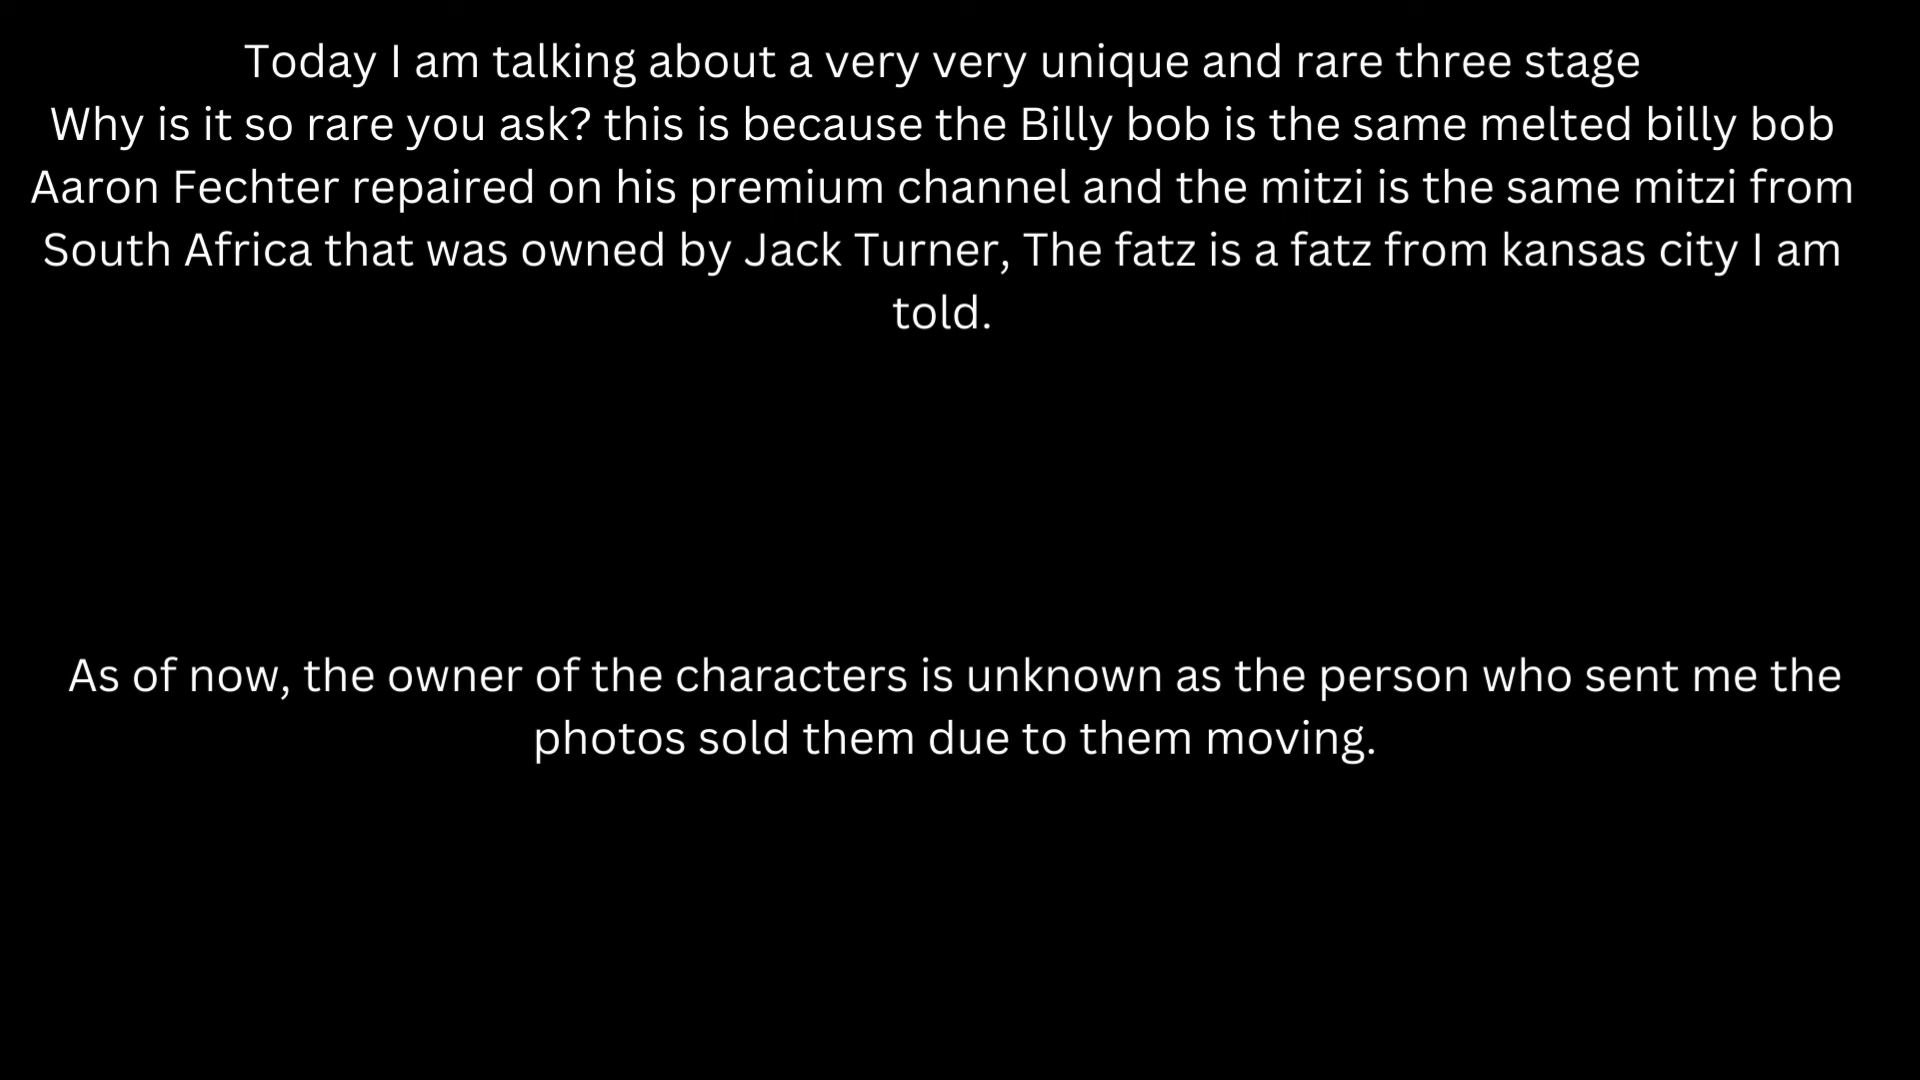 Today I am talking about a very very unique and rare three stage
Why is it so rare you ask? this is because the Billy bob is the same melted billy bob
Aaron Fechter repaired on his premium channel and the mitzi is the same mitzi from
South Africa that was owned by Jack Turner, The fatz is a fatz from kansas city I am
told.
As of now, the owner of the characters is unknown as the person who sent me the
photos sold them due to them moving.